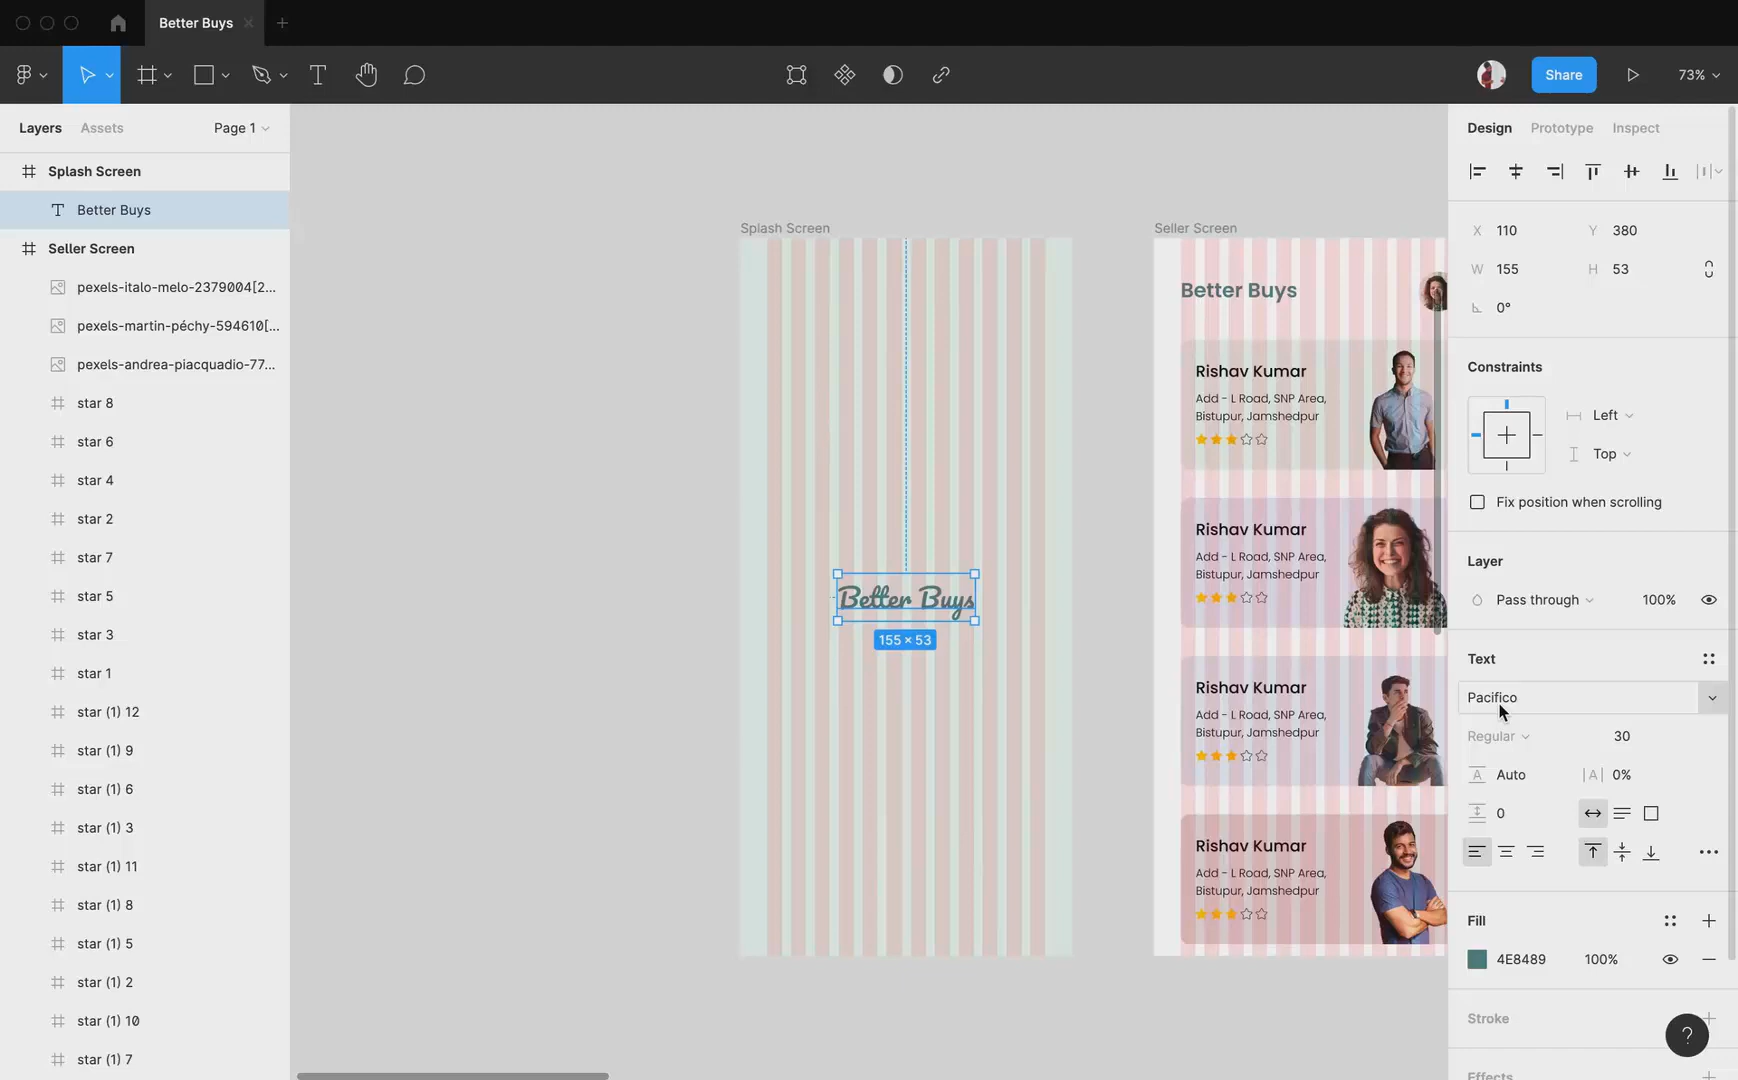 Better Buys
Share
73%
Layers
Assets
Page 1
Splash Screen
Better Buys
Seller Screen
pexels-italo-melo-2379004[2...
pexels-martin-péchy-594610[...
pexels-andrea-piacquadio-77...
star 8
star 6
star 4
star 2
star 7
star 5
star 3
star 1
star (1) 12
star (1) 9
star (1) 6
star (1) 3
star (1) 11
star (1) 8
star (1) 5
star (1) 2
star (1) 10
star (1) 7
Splash Screen
Better Buys
155 × 53
Seller Screen
Better Buys
Rishav Kumar
Add - L Road, SNP Area,
Bistupur, Jamshedpur
Rishav Kumar
Add - L Road, SNP Area,
Bistupur, Jamshedpur
Rishav Kumar
Add - L Road, SNP Area,
Bistupur, Jamshedpur
Rishav Kumar
Add - L Road, SNP Area,
Bistupur, Jamshedpur
Design
Prototype
Inspect
X 110 Y 380
W 155 H 53
0°
Constraints
Left
Top
Fix position when scrolling
Layer
Pass through 100%
Text
Pacifico
Regular 30
A Auto |A| 0%
0
Fill
4E8489 100%
Stroke
?
Effects